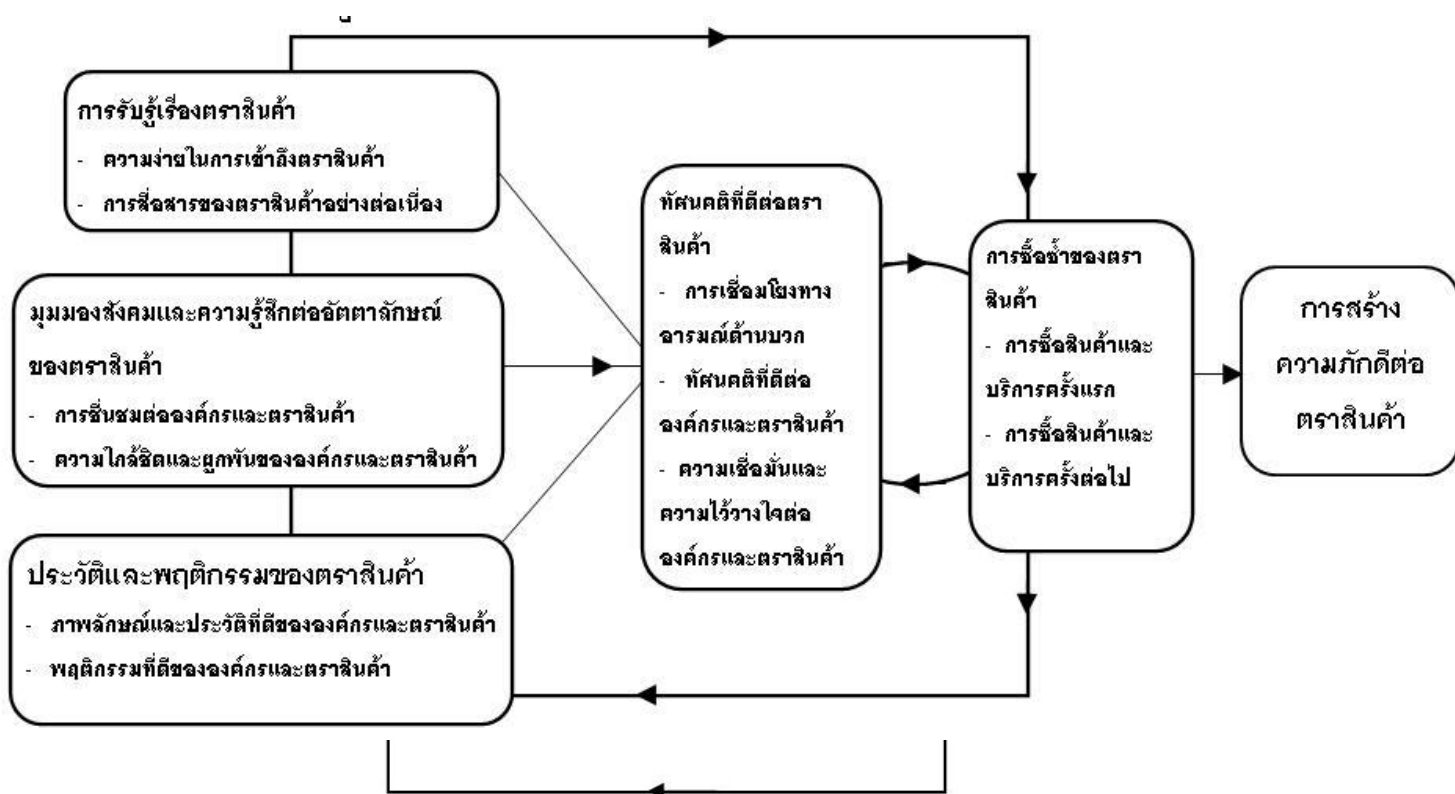 การรับรู้เรื่องตราสินค้า
- ความง่ายในการเข้าถึงตราสินค้า
- การสื่อสารของตราสินค้าอย่างต่อเนื่อง
มุมมองสังคมและความรู้สึกต่ออัตตาลักษณ์
ของตราสินค้า
- การชื่นชมต่อองค์กรและตราสินค้า
- ความใกล้ชิตและผูกพันขององค์กรและตราสินค้า
ประวัติและพฤติกรรมของตราสินค้า
- ภาพลักษณ์และประวัติที่ดีขององค์กรและตราสินค้า
- พฤติกรรมที่ดีขององค์กรและตราสินค้า
ทัศนคติที่ดีต่อตรา
สินค้า
- การเชื่อมโยงทาง
อารมณ์ด้านบวก
- ทัศนคติที่ดีต่อ
องค์กรและตราสินค้า
- ความเชื่อมั่นและ
ความไว้วางใจต่อ
องค์กรและตราสินค้า
การซื้อซ้ำของตรา
สินค้า
- การซื้อสินค้าและ
บริการครั้งแรก
- การซื้อสินค้าและ
บริการครั้งต่อไป
การสร้าง
ความภักดีต่อ
ตราสินค้า